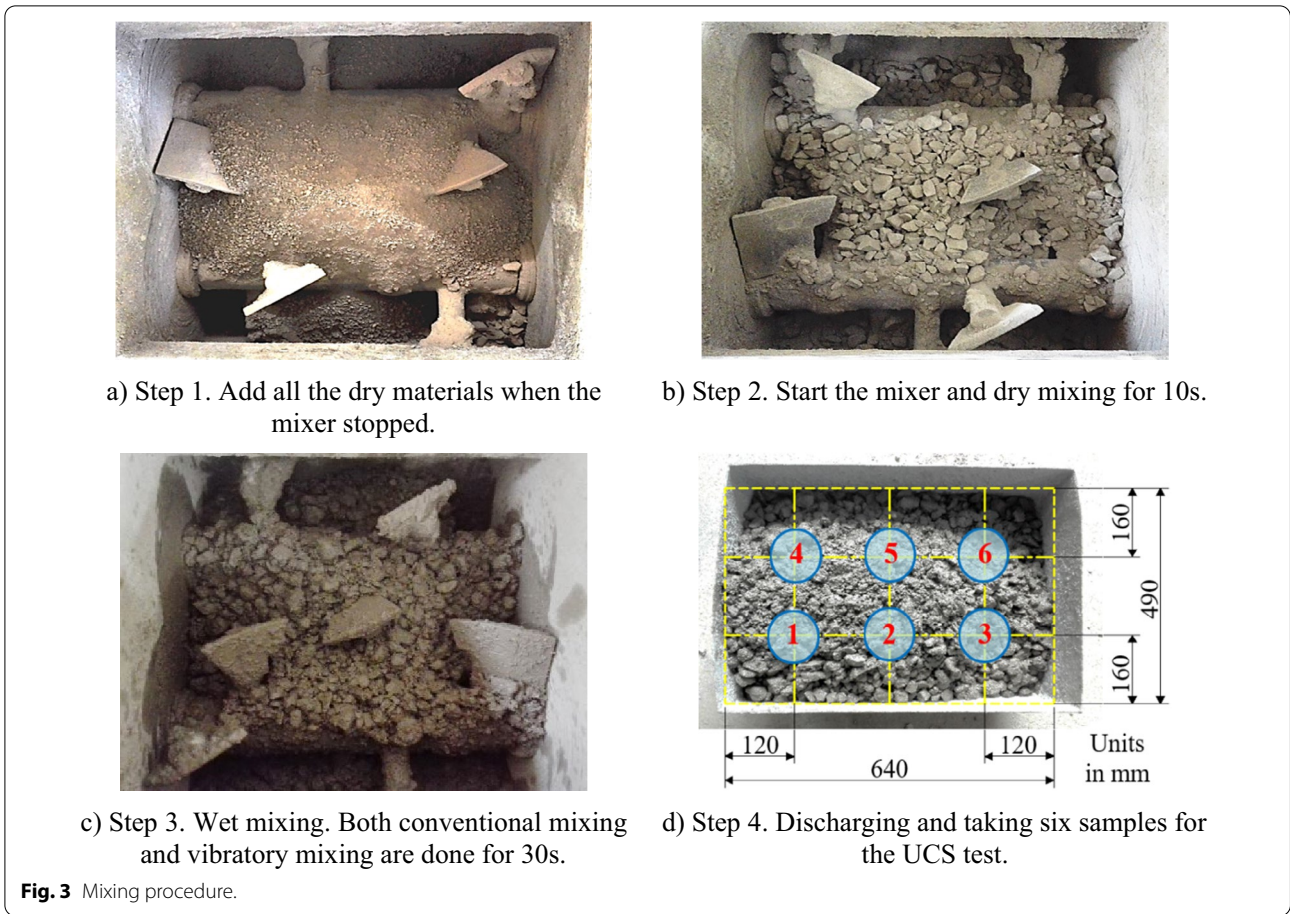 a) Step 1. Add all the dry materials when the
mixer stopped.
b) Step 2. Start the mixer and dry mixing for 10s.
4
5
6
1
2
3
160
490
160
120
120
640
Units
in mm
c) Step 3. Wet mixing. Both conventional mixing
and vibratory mixing are done for 30s.
d) Step 4. Discharging and taking six samples for
the UCS test.
Fig. 3 Mixing procedure.